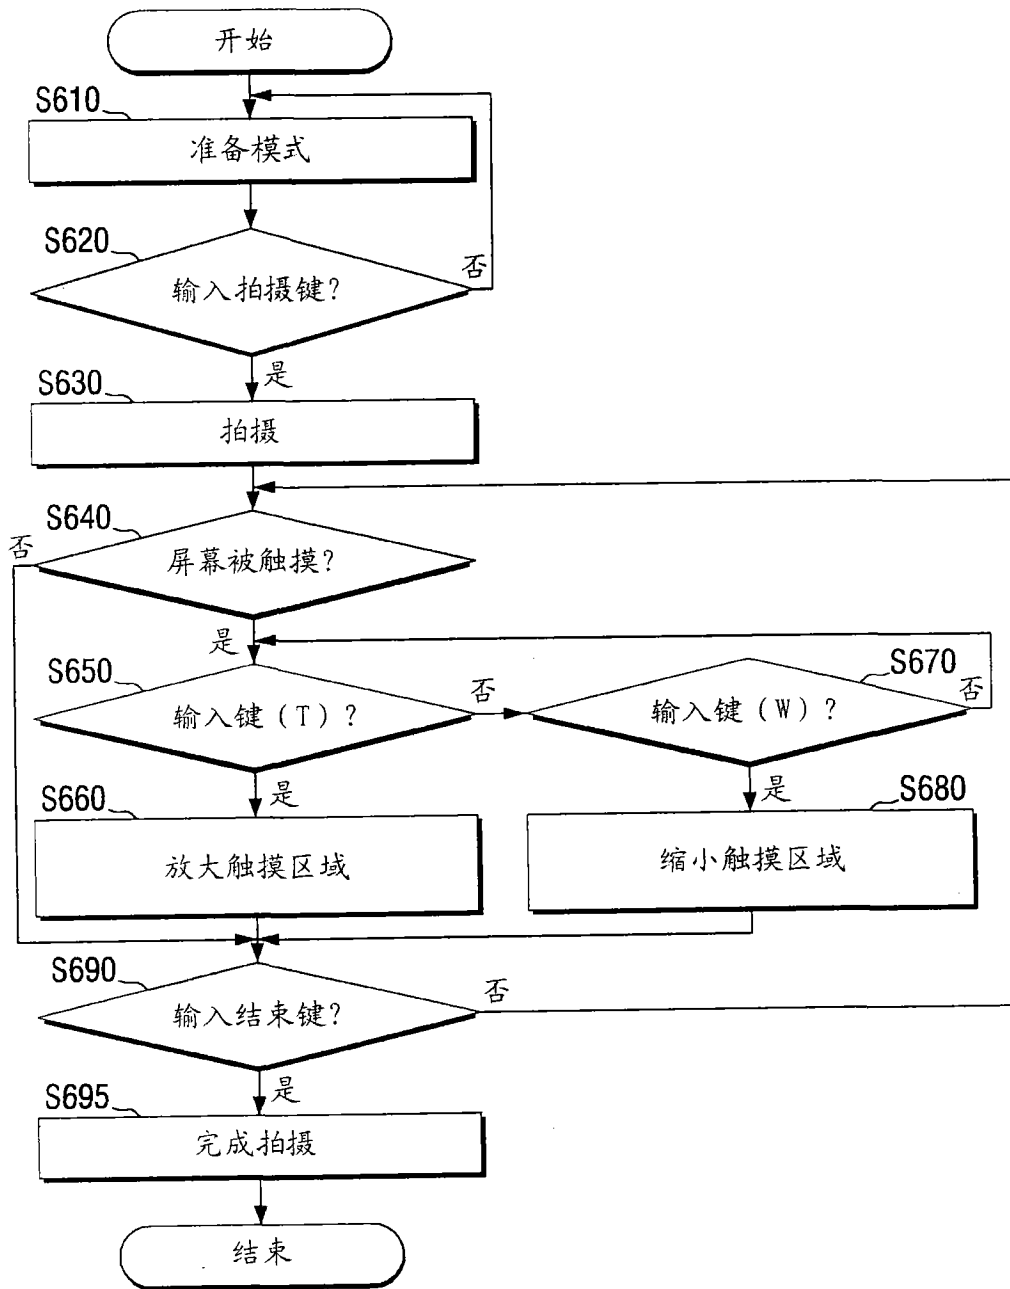 开始
S610
准备模式
S620
输入拍摄键?
否
是
S630
拍摄
S640
否
屏幕被触摸?
是
S650
输入键(T)?
否
S670
输入键(W)?
否
是
S660
放大触摸区域
是
S680
缩小触摸区域
S690
输入结束键?
否
是
S695
完成拍摄
结束